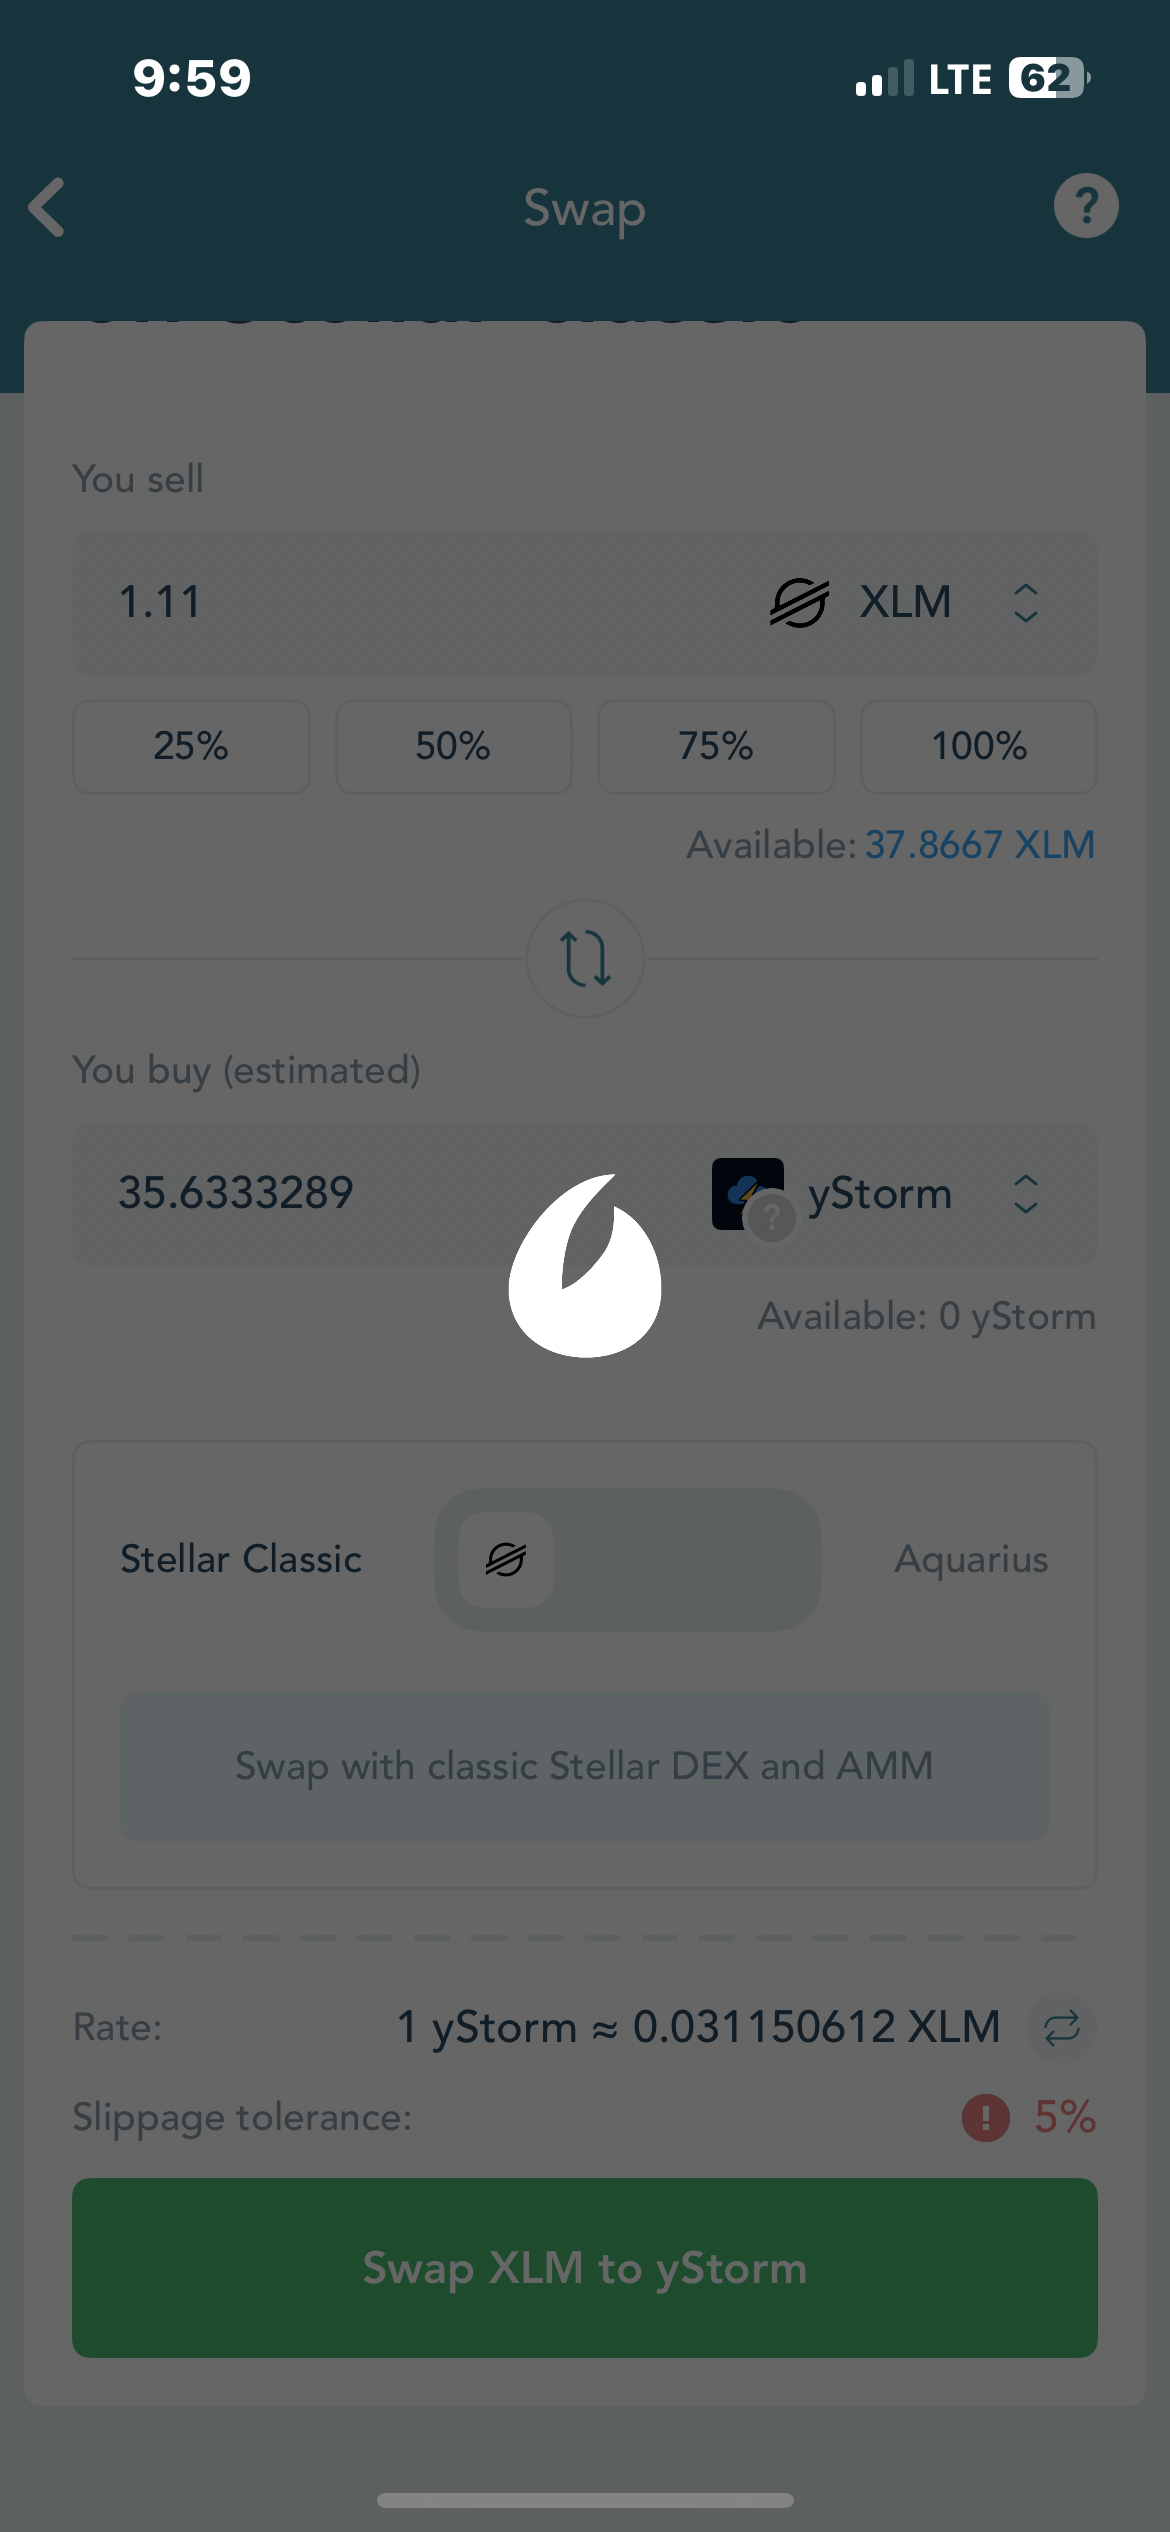 9:59
LTE 62
Swap
?
You sell
1.11
XLM
25%
50%
75%
100%
Available: 37.8667 XLM
You buy (estimated)
35.6333289
?
yStorm
Available: 0 yStorm
Stellar Classic
Aquarius
Swap with classic Stellar DEX and AMM
Rate:
1 yStorm ≈ 0.031150612 XLM
Slippage tolerance:
! 5%
Swap XLM to yStorm